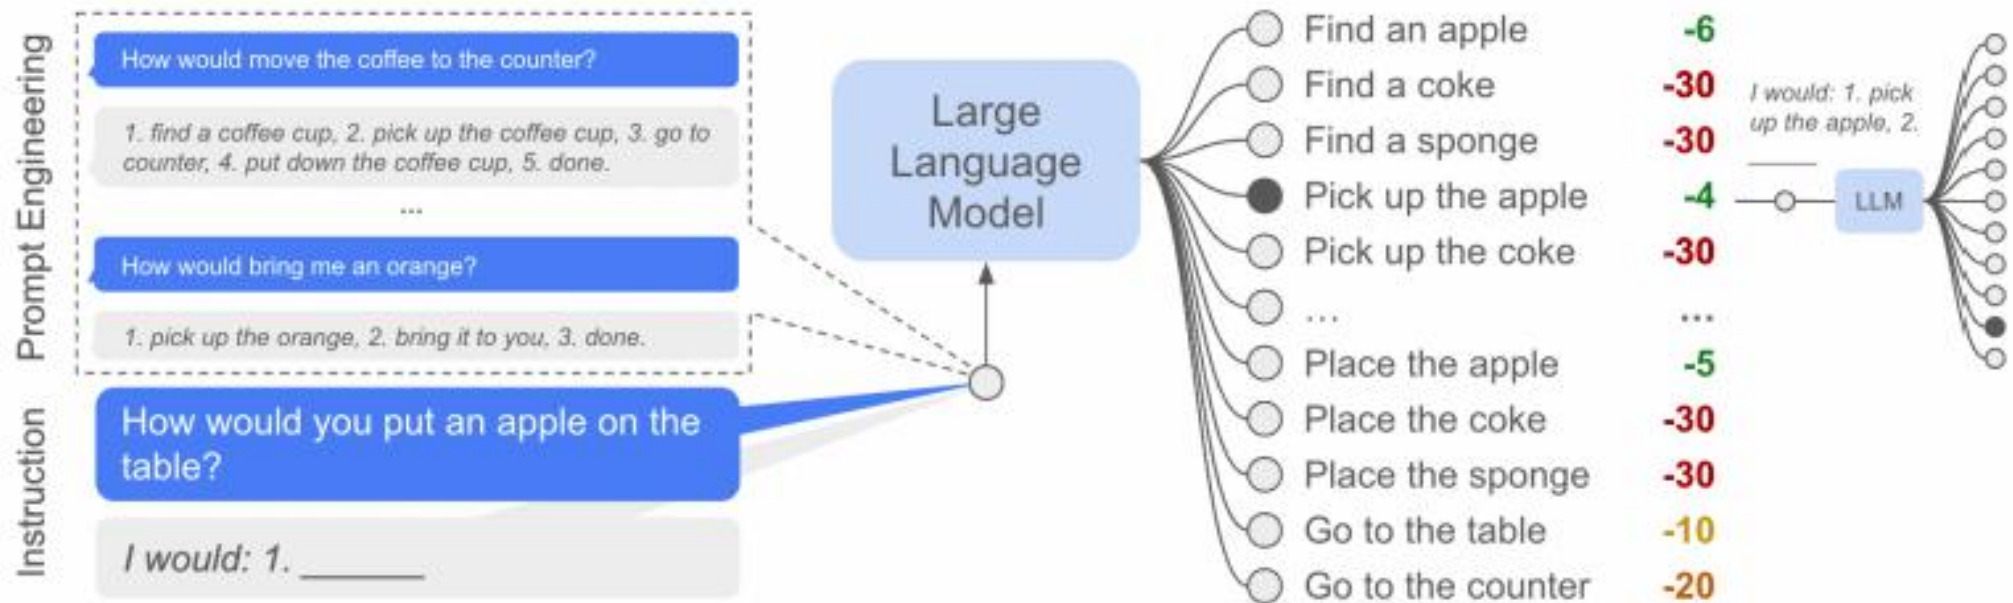 Prompt Engineering
How would move the coffee to the counter?
1. find a coffee cup, 2. pick up the coffee cup, 3. go to
counter, 4. put down the coffee cup, 5. done.
...
How would bring me an orange?
1. pick up the orange, 2. bring it to you, 3. done.
Instruction
How would you put an apple on the
table?
I would: 1. ______
Large
Language
Model
Find an apple -6
Find a coke -30
Find a sponge -30
Pick up the apple -4
Pick up the coke -30
... ...
Place the apple -5
Place the coke -30
Place the sponge -30
Go to the table -10
Go to the counter -20
I would: 1. pick
up the apple, 2.
______
LLM